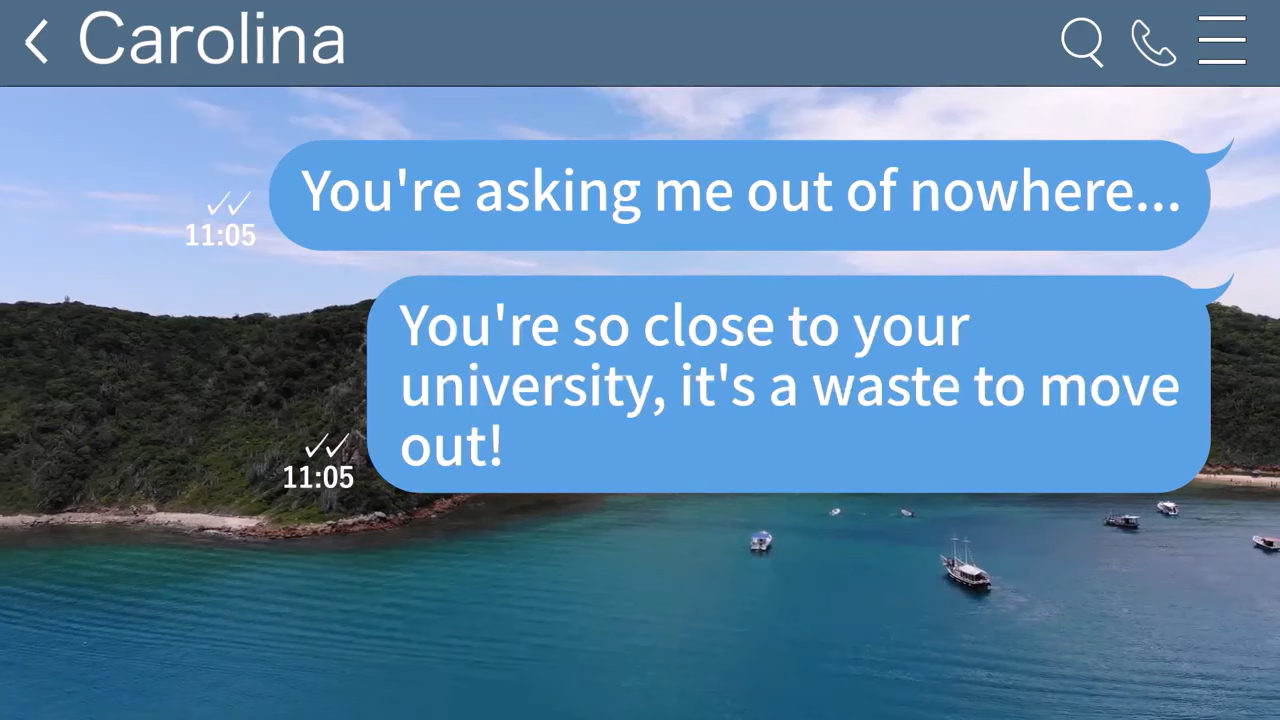 Carolina
You're asking me out of nowhere...
11:05
You're so close to your
university, it's a waste to move
out!
11:05